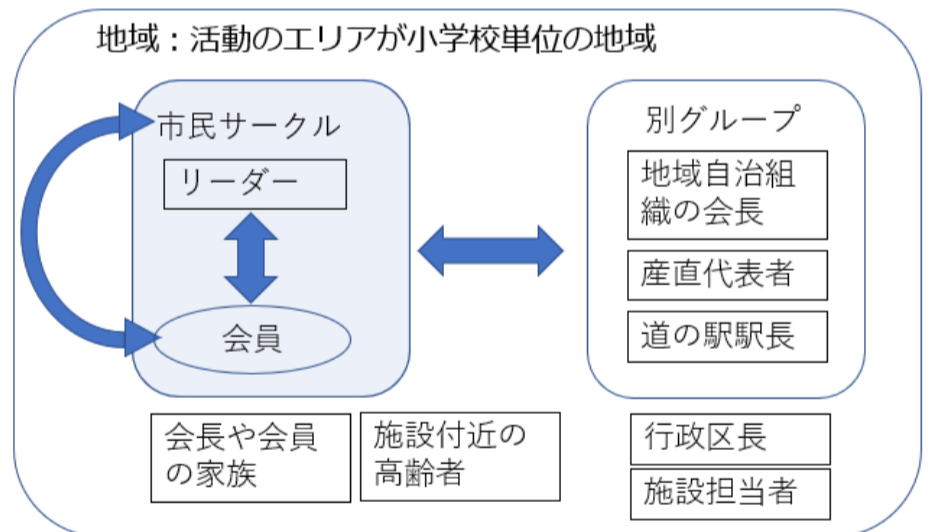 地域：活動のエリアが小学校単位の地域
市民サークル
リーダー
会員
別グループ
地域自治組
織の会長
産直代表者
道の駅駅長
会長や会員
の家族
施設付近の
高齢者
行政区長
施設担当者